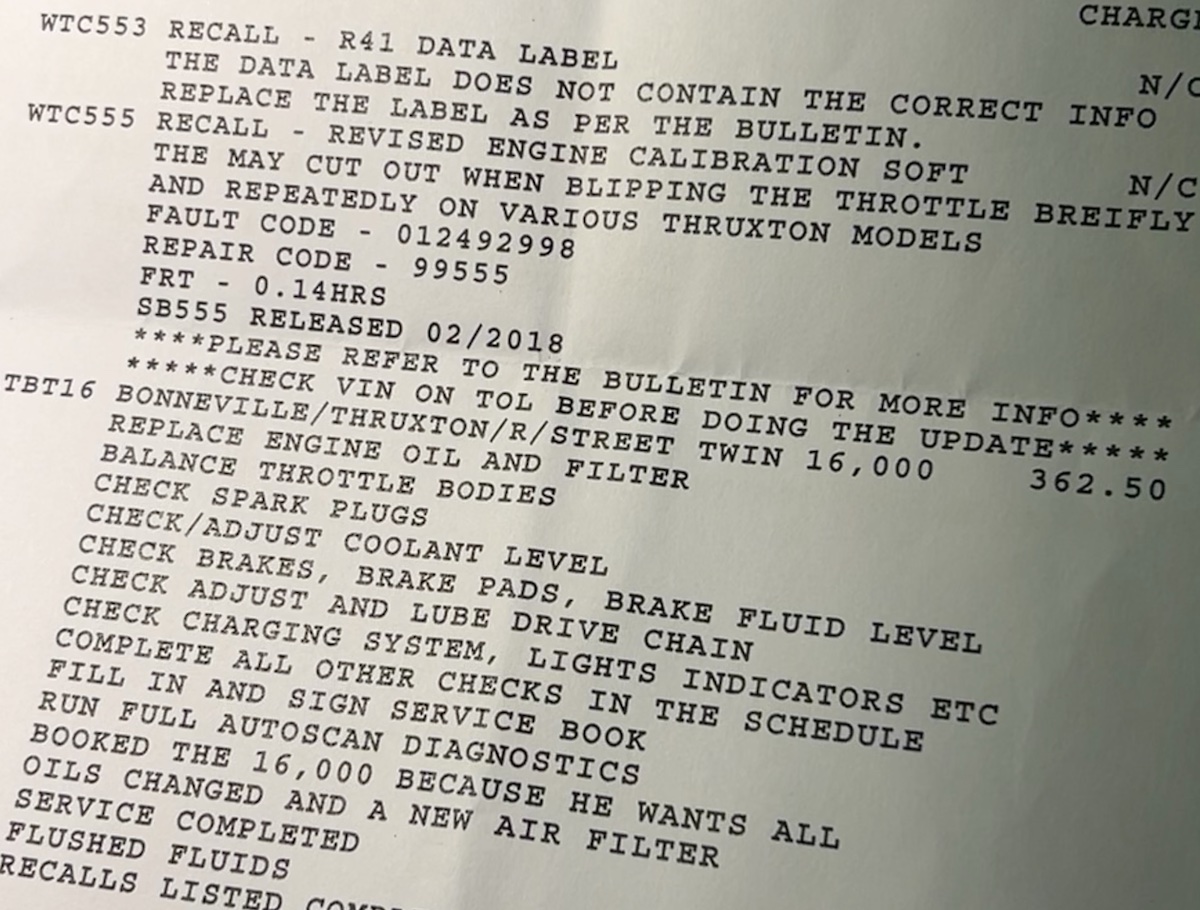 CHARG
WTC553 RECALL - R41 DATA LABEL N/C
THE DATA LABEL DOES NOT CONTAIN THE CORRECT INFO
REPLACE THE LABEL AS PER THE BULLETIN.
WTC555 RECALL - REVISED ENGINE CALIBRATION SOFT N/C
THE MAY CUT OUT WHEN BLIPPING THE THROTTLE BREIFLY
AND REPEATEDLY ON VARIOUS THRUXTON MODELS
FAULT CODE - 012492998
REPAIR CODE - 99555
FRT - 0.14HRS
SB555 RELEASED 02/2018
****PLEASE REFER TO THE BULLETIN FOR MORE INFO****
*****CHECK VIN ON TOL BEFORE DOING THE UPDATE*****
TBT16 BONNEVILLE/THRUXTON/R/STREET TWIN 16,000 362.50
REPLACE ENGINE OIL AND FILTER
BALANCE THROTTLE BODIES
CHECK SPARK PLUGS
CHECK/ADJUST COOLANT LEVEL
CHECK BRAKES, BRAKE PADS, BRAKE FLUID LEVEL
CHECK ADJUST AND LUBE DRIVE CHAIN
CHECK CHARGING SYSTEM, LIGHTS INDICATORS ETC
COMPLETE ALL OTHER CHECKS IN THE SCHEDULE
FILL IN AND SIGN SERVICE BOOK
RUN FULL AUTOSCAN DIAGNOSTICS
BOOKED THE 16,000 BECAUSE HE WANTS ALL
OILS CHANGED AND A NEW AIR FILTER
SERVICE COMPLETED
FLUSHED FLUIDS
RECALLS LISTED